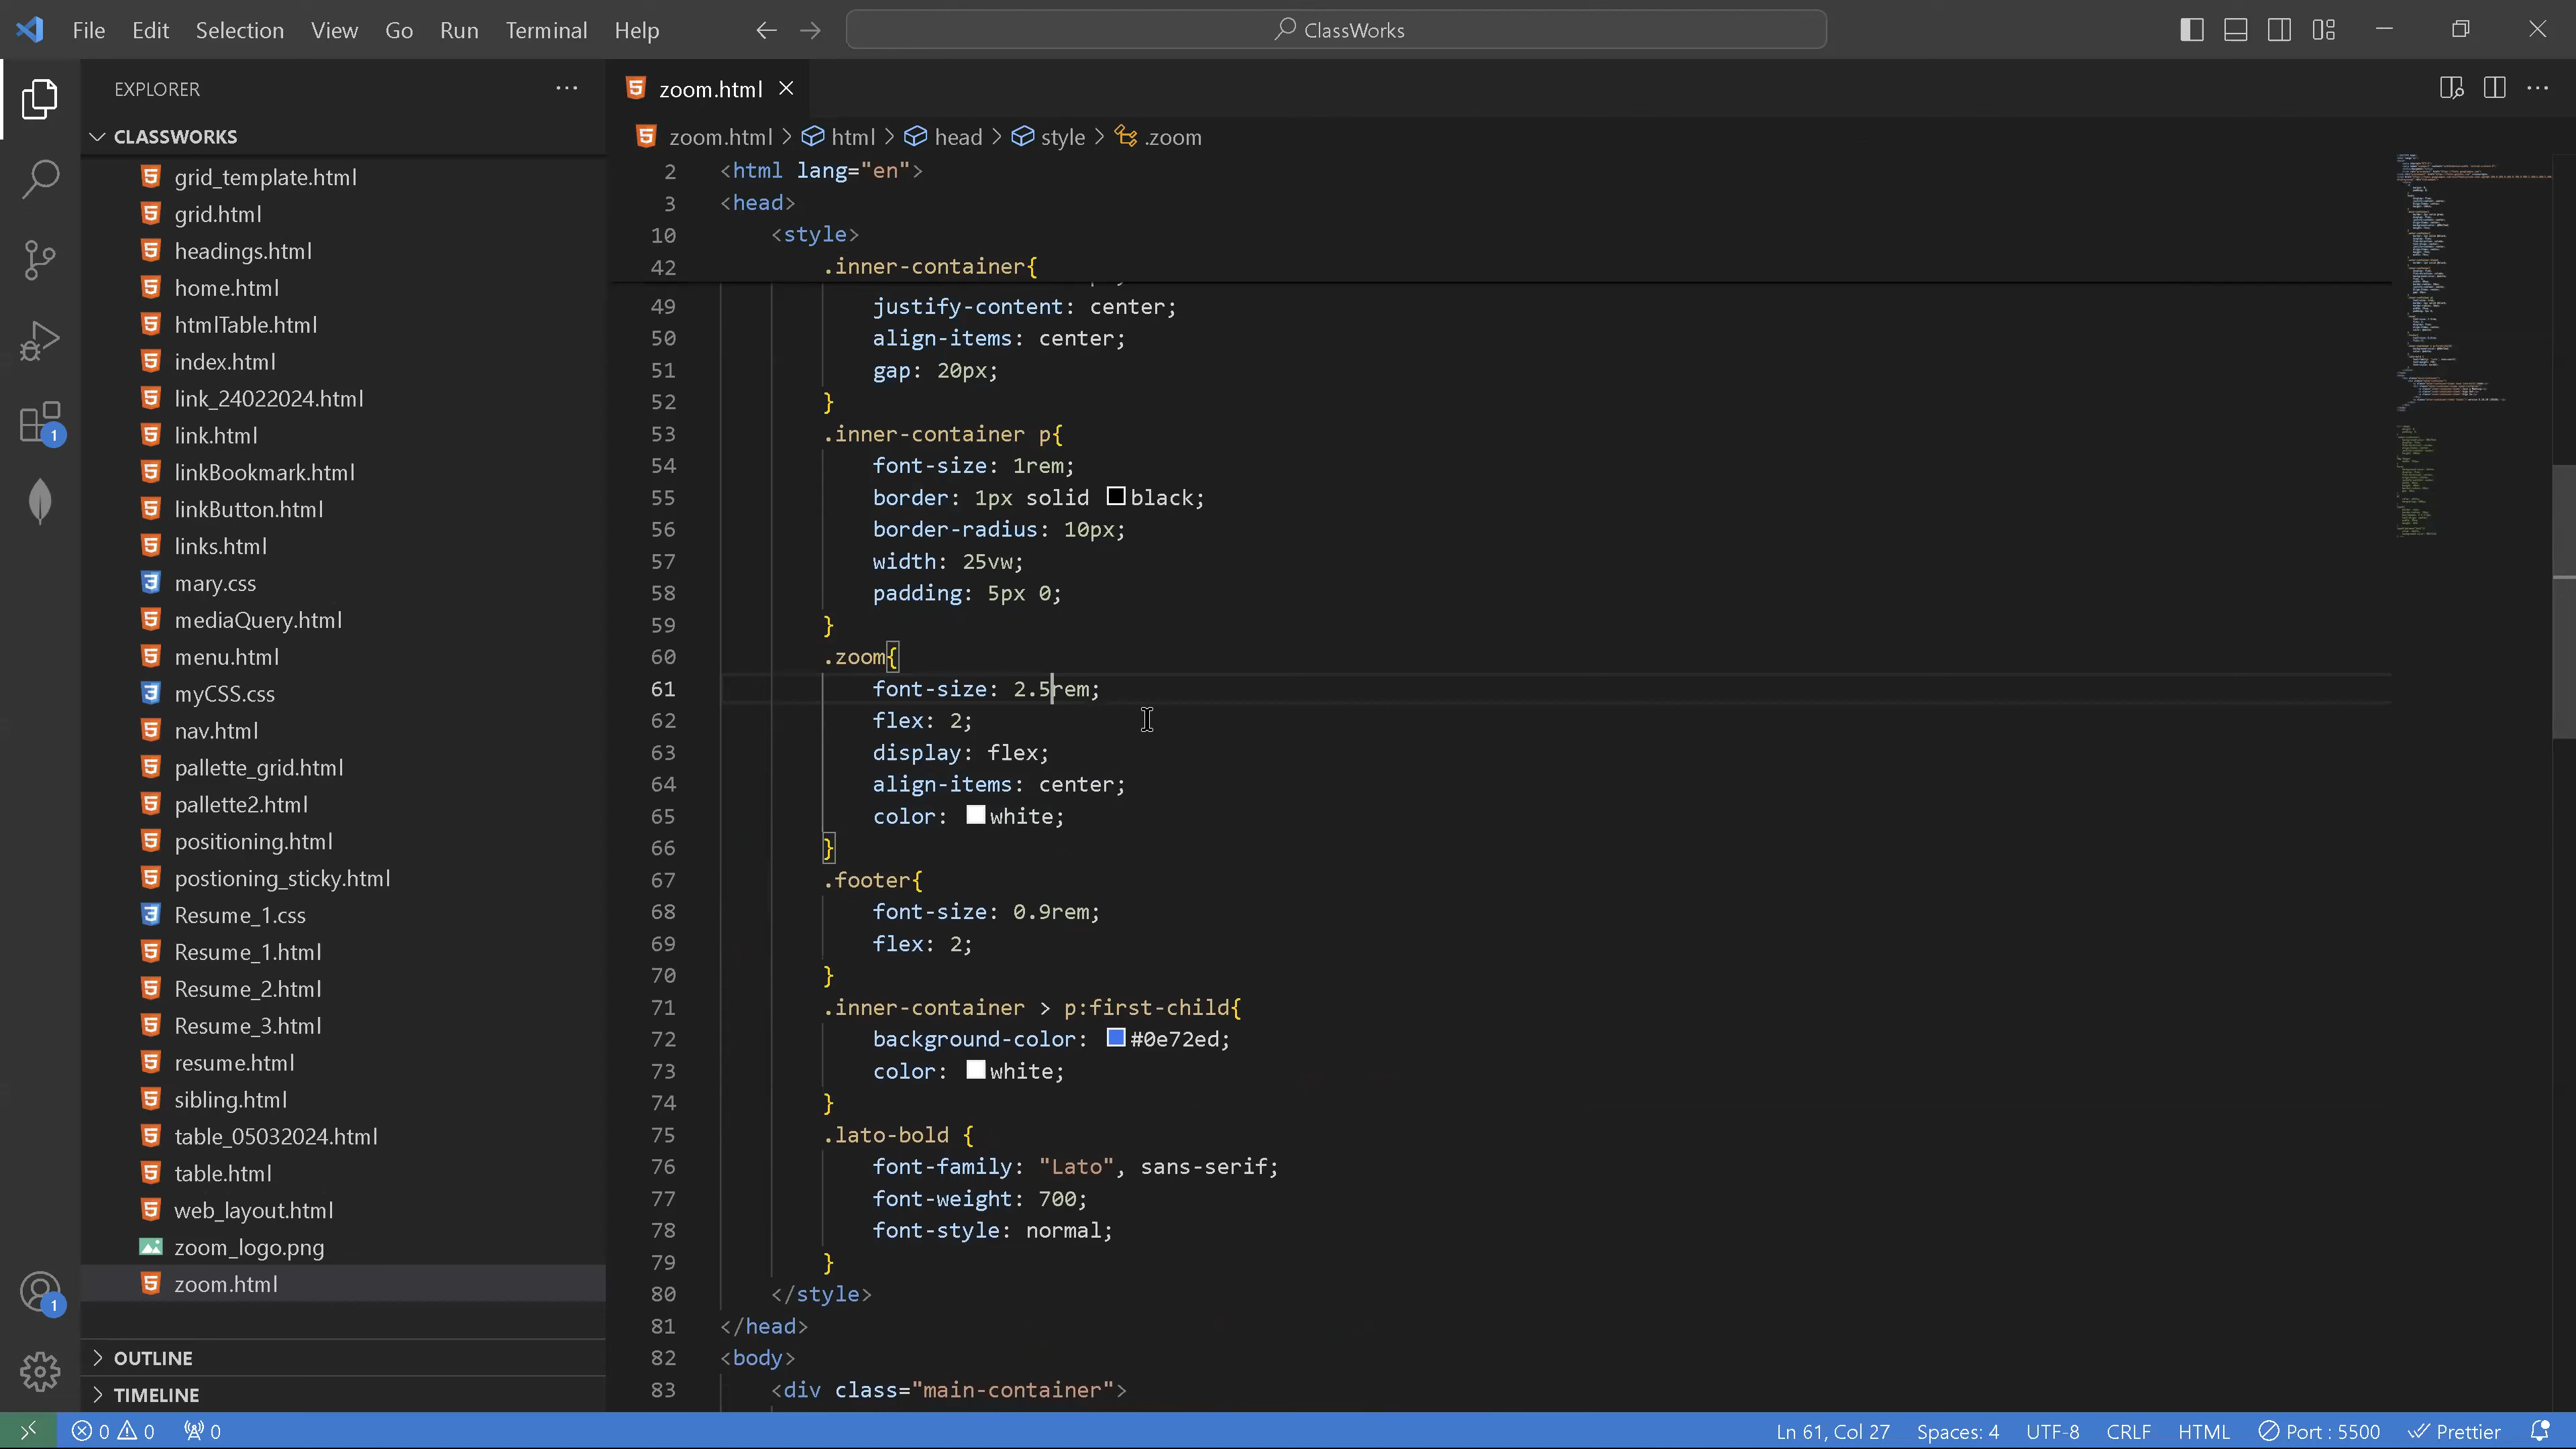 File Edit Selection View Go Run Terminal Help
ClassWorks
EXPLORER
CLASSWORKS
grid_template.html
grid.html
headings.html
home.html
htmlTable.html
index.html
link_24022024.html
link.html
linkBookmark.html
linkButton.html
links.html
mary.css
mediaQuery.html
menu.html
myCSS.css
nav.html
pallette_grid.html
pallette2.html
positioning.html
postioning_sticky.html
Resume_1.css
Resume_1.html
Resume_2.html
Resume_3.html
resume.html
sibling.html
table_05032024.html
table.html
web_layout.html
zoom_logo.png
zoom.html
OUTLINE
TIMELINE
1
1
zoom.html
zoom.html > html > head > style > .zoom
2 <html lang="en">
3 <head>
10 <style>
42 .inner-container{
49 justify-content: center;
50 align-items: center;
51 gap: 20px;
52 }
53 .inner-container p{
54 font-size: 1rem;
55 border: 1px solid black;
56 border-radius: 10px;
57 width: 25vw;
58 padding: 5px 0;
59 }
60 .zoom{
61 font-size: 2.5rem;
62 flex: 2;
63 display: flex;
64 align-items: center;
65 color: white;
66 }
67 .footer{
68 font-size: 0.9rem;
69 flex: 2;
70 }
71 .inner-container > p:first-child{
72 background-color: #0e72ed;
73 color: white;
74 }
75 .lato-bold {
76 font-family: "Lato", sans-serif;
77 font-weight: 700;
78 font-style: normal;
79 }
80 </style>
81 </head>
82 <body>
83 <div class="main-container">
0 0 0
Ln 61, Col 27 Spaces: 4 UTF-8 CRLF HTML Port : 5500 Prettier